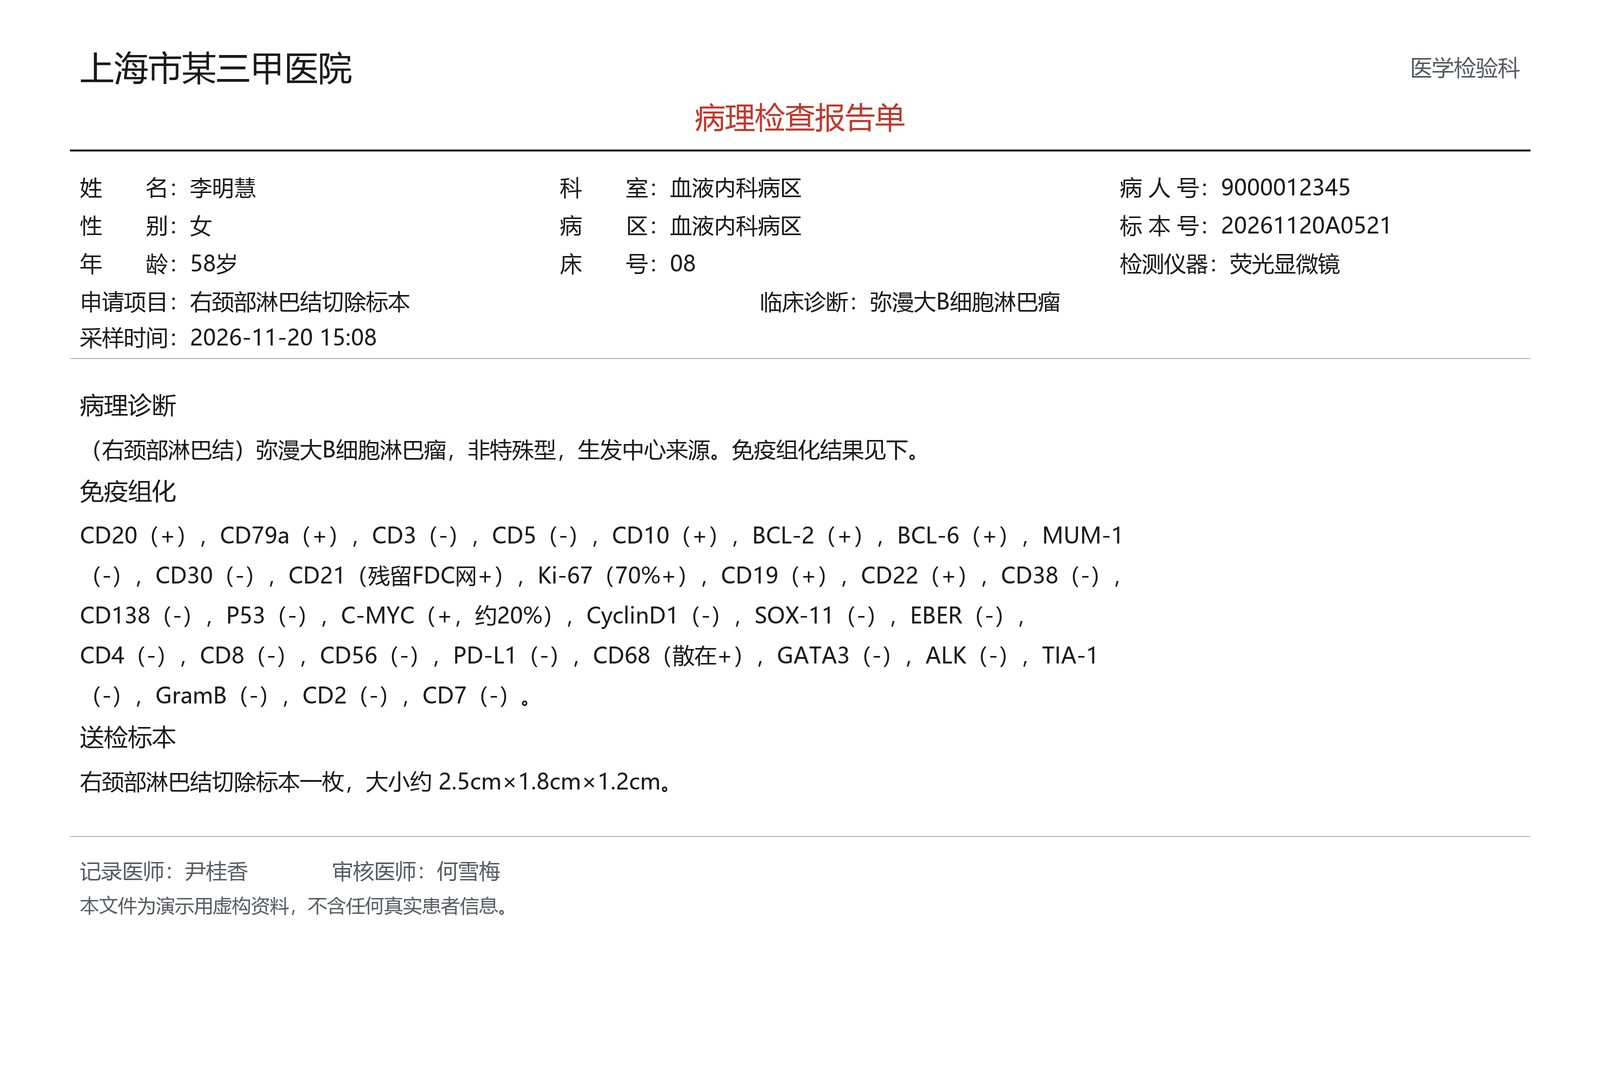 上海市某三甲医院
医学检验科
病理检查报告单
姓 名：李明慧 科 室：血液内科病区 病 人 号：9000012345
性 别：女 病 区：血液内科病区 标 本 号：20261120A0521
年 龄：58岁 床 号：08 检测仪器：荧光显微镜
申请项目：右颈部淋巴结切除标本 临床诊断：弥漫大B细胞淋巴瘤
采样时间：2026-11-20 15:08
病理诊断
（右颈部淋巴结）弥漫大B细胞淋巴瘤，非特殊型，生发中心来源。免疫组化结果见下。
免疫组化
CD20（+）, CD79a（+）, CD3（-）, CD5（-）, CD10（+）, BCL-2（+）, BCL-6（+）, MUM-1
（-）, CD30（-）, CD21（残留FDC网+）, Ki-67（70%+）, CD19（+）, CD22（+）, CD38（-）,
CD138（-）, P53（-）, C-MYC（+, 约20%）, CyclinD1（-）, SOX-11（-）, EBER（-）,
CD4（-）, CD8（-）, CD56（-）, PD-L1（-）, CD68（散在+）, GATA3（-）, ALK（-）, TIA-1
（-）, GramB（-）, CD2（-）, CD7（-）。
送检标本
右颈部淋巴结切除标本一枚，大小约 2.5cm×1.8cm×1.2cm。
记录医师：尹桂香 审核医师：何雪梅
本文件为演示用虚构资料，不含任何真实患者信息。